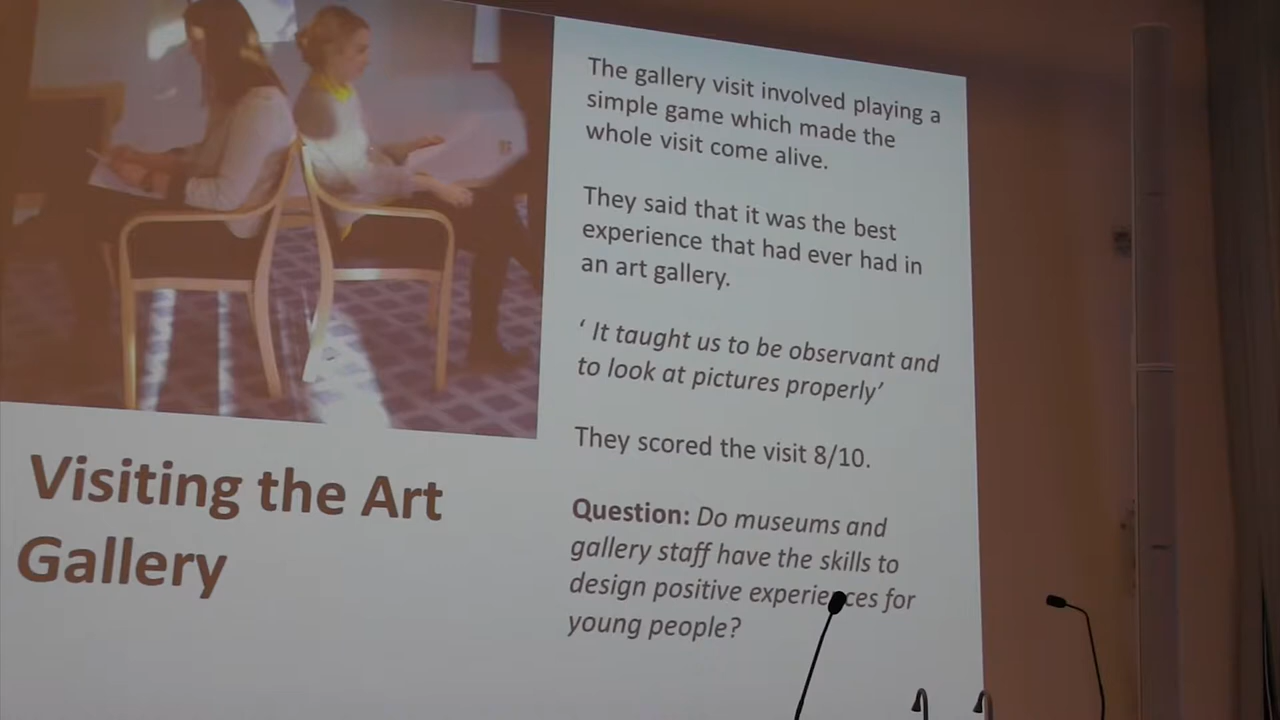 The gallery visit involved playing a
simple game which made the
whole visit come alive.
They said that it was the best
experience that had ever had in
an art gallery.
‘ It taught us to be observant and
to look at pictures properly’
They scored the visit 8/10.
Question: Do museums and
gallery staff have the skills to
design positive experiences for
young people?
Visiting the Art
Gallery